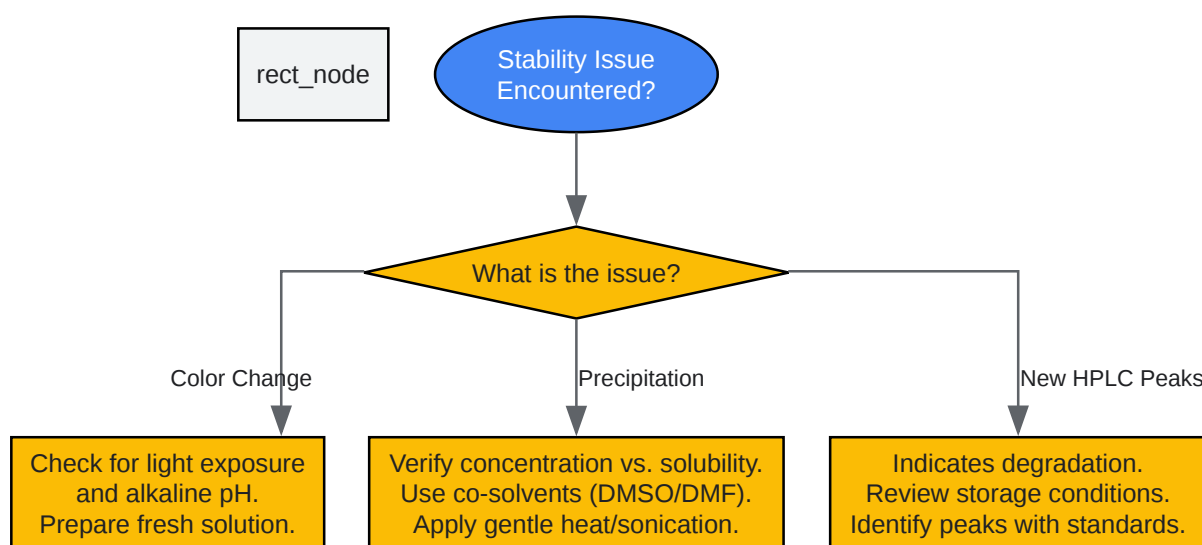 rect_node
Stability Issue
Encountered?
What is the issue?
Color Change
Precipitation
New HPLC Peaks
Check for light exposure
and alkaline pH.
Prepare fresh solution.
Verify concentration vs. solubility.
Use co-solvents (DMSO/DMF).
Apply gentle heat/sonication.
Indicates degradation.
Review storage conditions.
Identify peaks with standards.